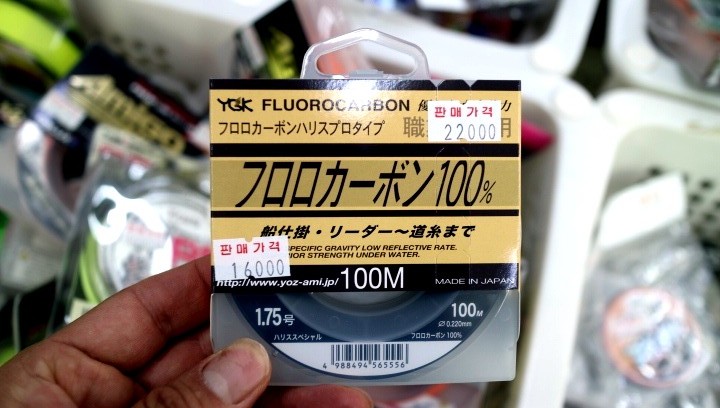 YGK FLUOROCARBON
판매가격
22000
フロロカーボンハリスプロタイプ
フロロカーボン100%
船仕掛・リーダー～道糸まで
SPECIFIC GRAVITY LOW REFLECTIVE RATE.
STRENGTH UNDER WATER.
판매가격
16000
http://www.yoz-ami.jp/
100M
MADE IN JAPAN
1.75号
100M
Ø0.220mm
ハリススペシャル
フロロカーボン100%
4 988494 565556